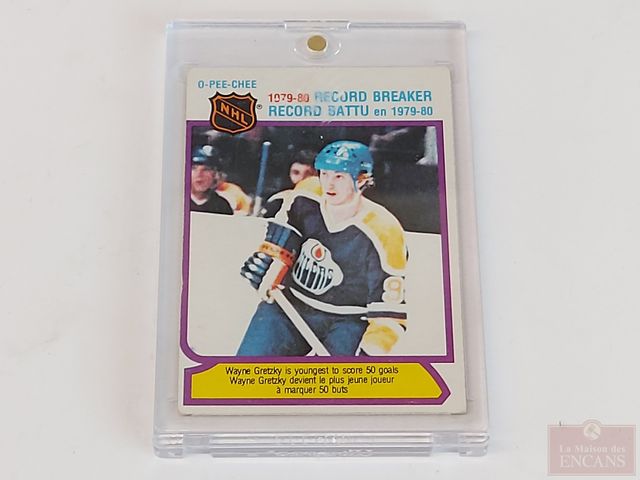 O-PEE-CHEE
NHL
1979-80 RECORD BREAKER
RECORD BATTU en 1979-80
9
Wayne Gretzky is youngest to score 50 goals
Wayne Gretzky devient le plus jeune joueur
à marquer 50 buts
La Maison des
ENCANS